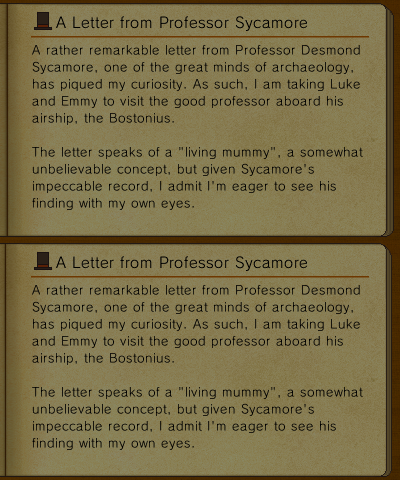 A Letter from Professor Sycamore
A rather remarkable letter from Professor Desmond
Sycamore, one of the great minds of archaeology,
has piqued my curiosity. As such, I am taking Luke
and Emmy to visit the good professor aboard his
airship, the Bostonius.
The letter speaks of a "living mummy", a somewhat
unbelievable concept, but given Sycamore's
impeccable record, I admit I'm eager to see his
finding with my own eyes.
A Letter from Professor Sycamore
A rather remarkable letter from Professor Desmond
Sycamore, one of the great minds of archaeology,
has piqued my curiosity. As such, I am taking Luke
and Emmy to visit the good professor aboard his
airship, the Bostonius.
The letter speaks of a "living mummy", a somewhat
unbelievable concept, but given Sycamore's
impeccable record, I admit I'm eager to see his
finding with my own eyes.